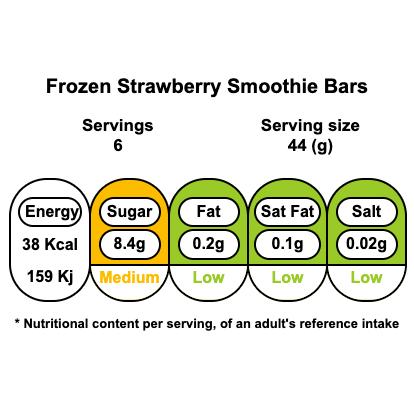 Frozen Strawberry Smoothie Bars
Servings
6
Serving size
44 (g)
Energy
38 Kcal
159 Kj
Sugar
8.4g
Medium
Fat
0.2g
Low
Sat Fat
0.1g
Low
Salt
0.02g
Low
* Nutritional content per serving, of an adult's reference intake